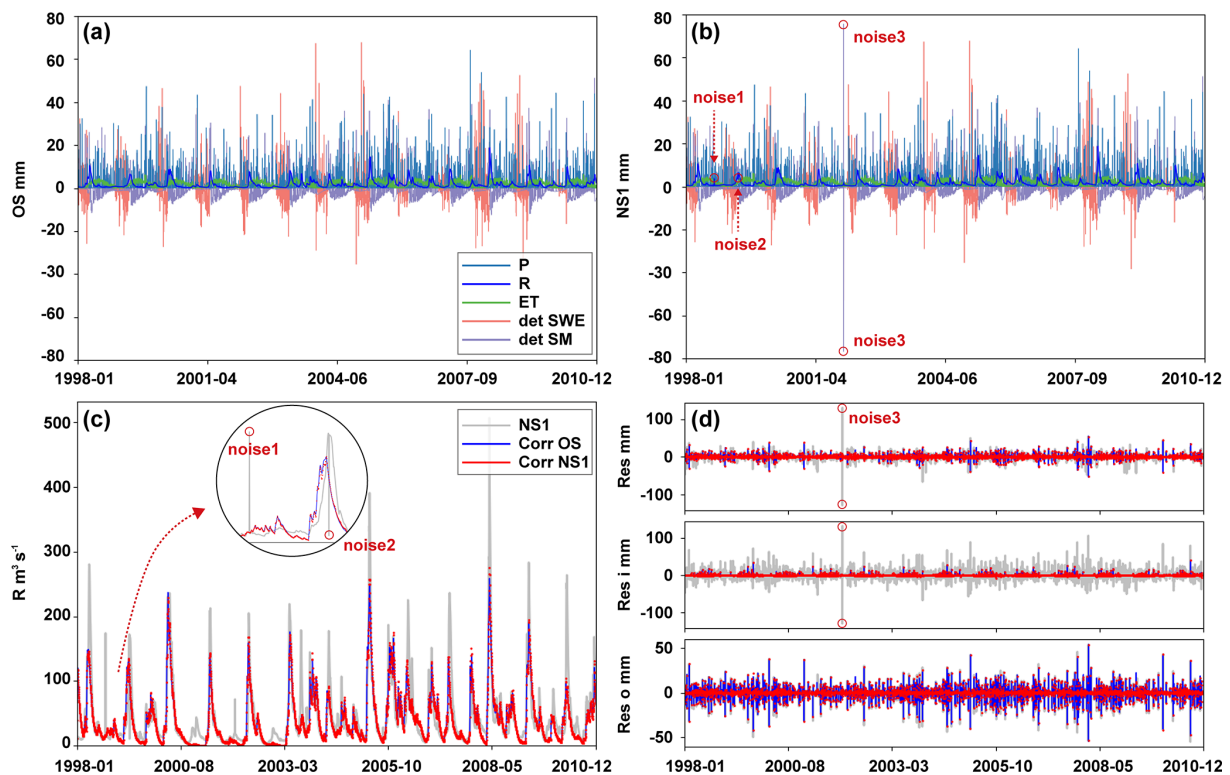 (a)
OS mm
80
60
40
20
0
-20
-40
-60
-80
P
R
ET
det SWE
det SM
1998-01
2001-04
2004-06
2007-09
2010-12
(b)
NS1 mm
80
60
40
20
0
-20
-40
-60
-80
noise3
noise1
noise2
noise3
1998-01
2001-04
2004-06
2007-09
2010-12
(c)
R m³ s⁻¹
500
400
300
200
100
0
noise1
noise2
NS1
Corr OS
Corr NS1
1998-01
2000-08
2003-03
2005-10
2008-05
2010-12
(d)
Res mm
100
0
-100
noise3
Res i mm
100
0
-100
Res o mm
50
0
-50
1998-01
2000-08
2003-03
2005-10
2008-05
2010-12